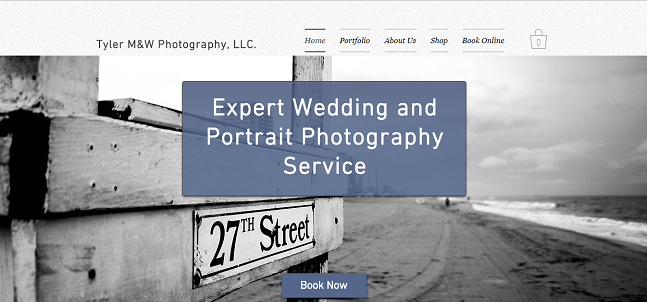 Tyler M&W Photography, LLC.
Home Portfolio About Us Shop Book Online
0
Expert Wedding and
Portrait Photography
Service
27TH Street
Book Now